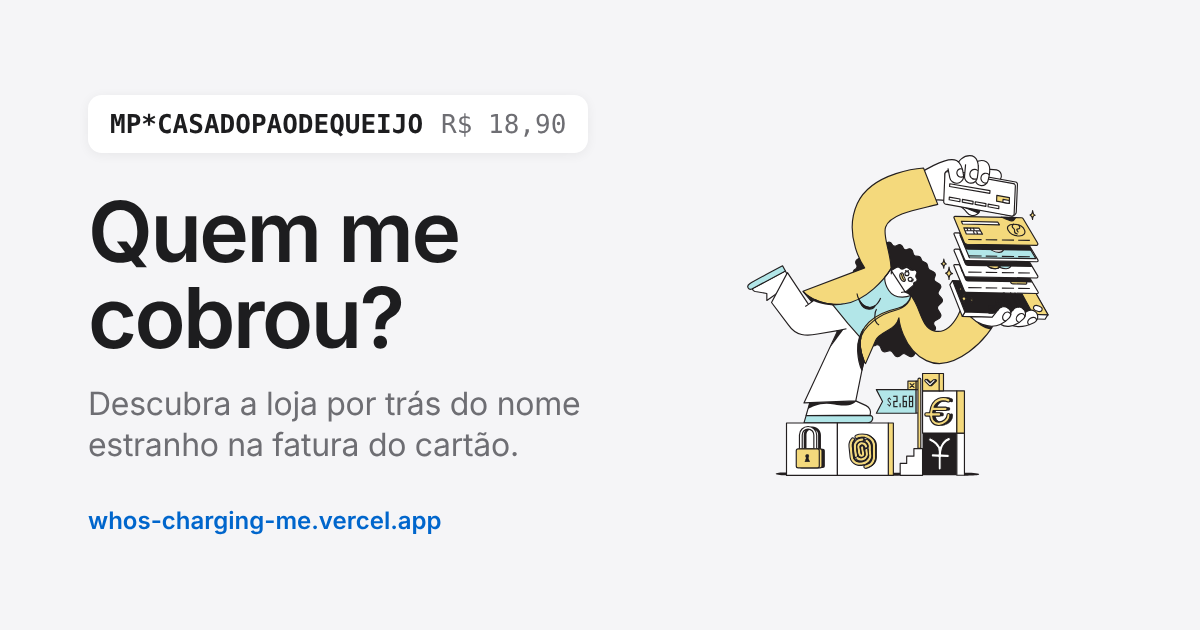 MP*CASADOPAODEQUEIJO R$ 18,90
Quem me
cobrou?
Descubra a loja por trás do nome
estranho na fatura do cartão.
whos-charging-me.vercel.app
$2,68
€
¥